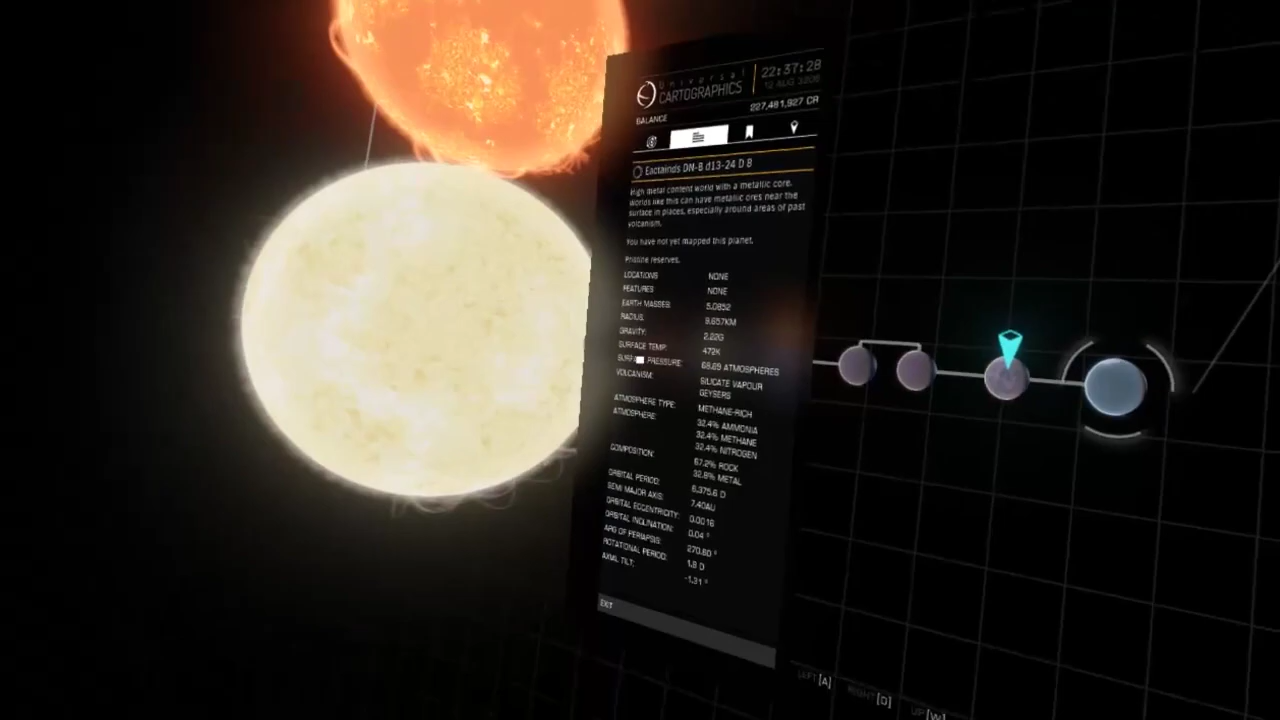 Universal
CARTOGRAPHICS
22:37:28
12 AUG
227,481,927 CR
BALANCE
Eactainds DN-B d13-24 D 8
High metal content world with a metallic core.
Worlds like this can have metallic ores near the
surface in places, especially around areas of past
volcanism.
You have not yet mapped this planet.
Pristine reserves.
LOCATIONS NONE
FEATURES: NONE
EARTH MASSES: 5.0852
RADIUS: 9,657KM
GRAVITY: 2.22G
SURFACE TEMP: 472K
PRESSURE: 68.69 ATMOSPHERES
VOLCANISM: SILICATE VAPOUR
GEYSERS
ATMOSPHERE TYPE: METHANE-RICH
ATMOSPHERE: 32.4% AMMONIA
32.4% METHANE
32.4% NITROGEN
COMPOSITION: 67.2% ROCK
32.8% METAL
ORBITAL PERIOD: 6,375.6 D
SEMI MAJOR AXIS: 7.40AU
ORBITAL ECCENTRICITY: 0.0016
ORBITAL INCLINATION: 0.04 °
ARG OF PERIAPSIS: 270.80 °
ROTATIONAL PERIOD: 1.8 D
AXIAL TILT: -1.31 °
EXIT
LEFT [A] RIGHT [D] UP [W]